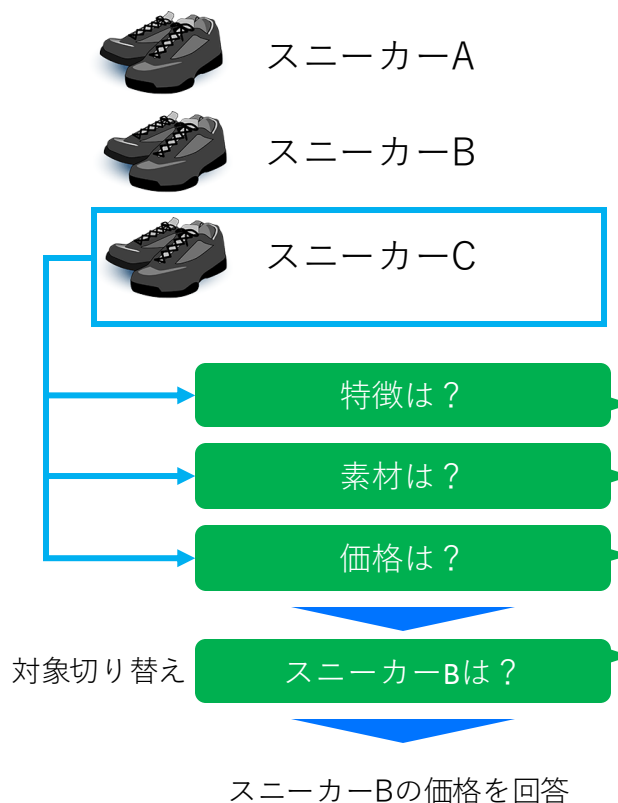 スニーカーA
スニーカーB
スニーカーC
特徴は？
素材は？
価格は？
対象切り替え
スニーカーBは？
スニーカーBの価格を回答